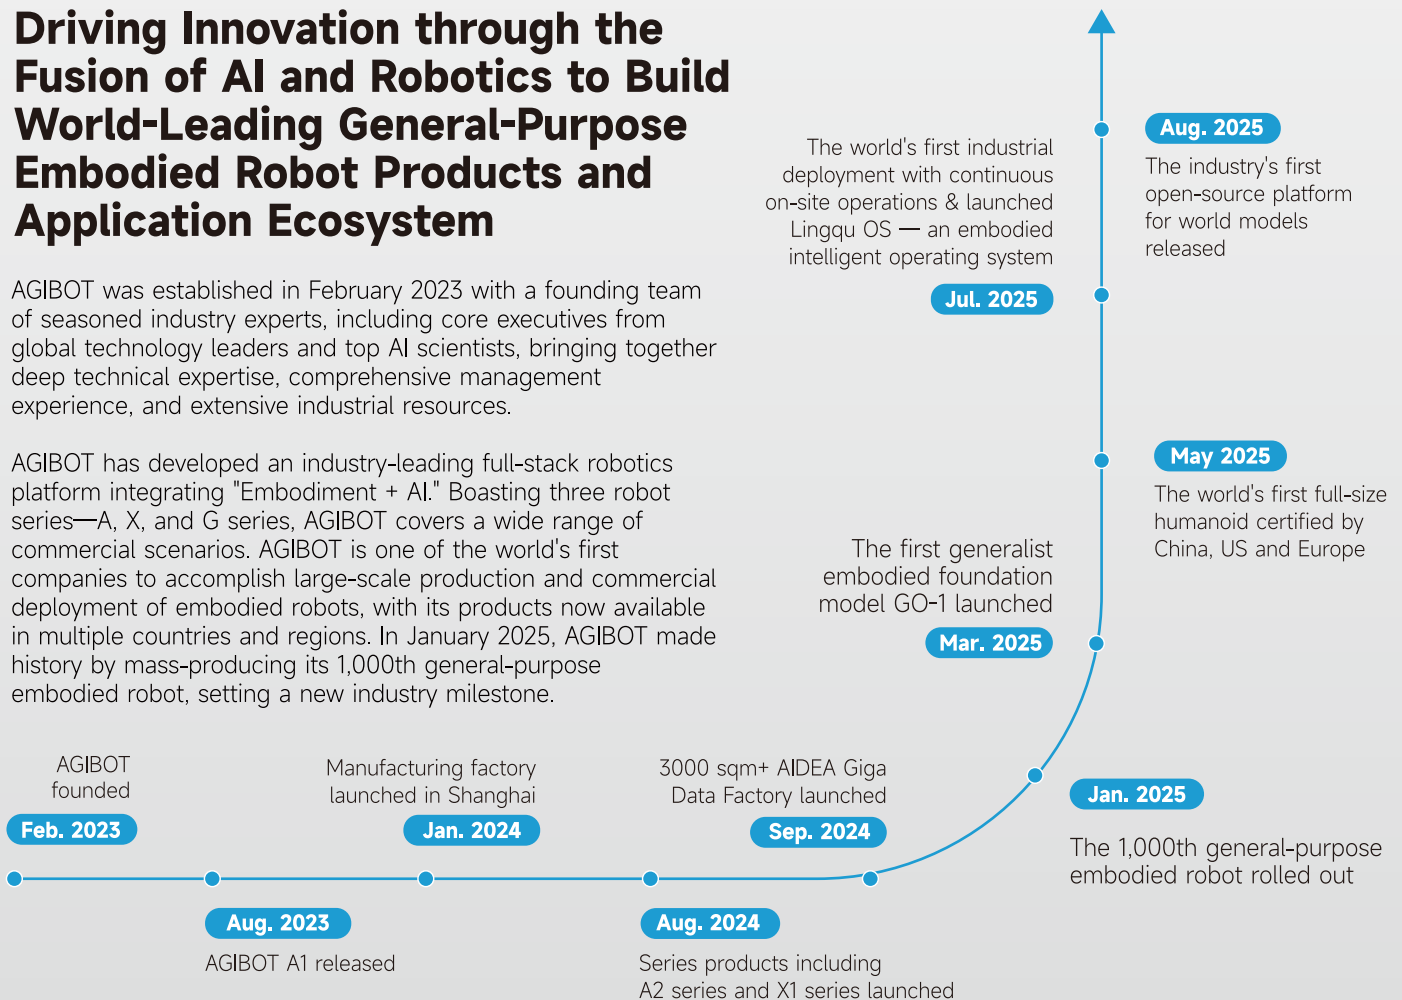 Driving Innovation through the
Fusion of AI and Robotics to Build
World-Leading General-Purpose
Embodied Robot Products and
Application Ecosystem
AGIBOT was established in February 2023 with a founding team
of seasoned industry experts, including core executives from
global technology leaders and top AI scientists, bringing together
deep technical expertise, comprehensive management
experience, and extensive industrial resources.
AGIBOT has developed an industry-leading full-stack robotics
platform integrating "Embodiment + AI." Boasting three robot
series—A, X, and G series, AGIBOT covers a wide range of
commercial scenarios. AGIBOT is one of the world's first
companies to accomplish large-scale production and commercial
deployment of embodied robots, with its products now available
in multiple countries and regions. In January 2025, AGIBOT made
history by mass-producing its 1,000th general-purpose
embodied robot, setting a new industry milestone.
AGIBOT
founded
Feb. 2023
Aug. 2023
AGIBOT A1 released
Manufacturing factory
launched in Shanghai
Jan. 2024
Aug. 2024
Series products including
A2 series and X1 series launched
3000 sqm+ AIDEA Giga
Data Factory launched
Sep. 2024
Jan. 2025
The 1,000th general-purpose
embodied robot rolled out
The first generalist
embodied foundation
model GO-1 launched
Mar. 2025
May 2025
The world's first full-size
humanoid certified by
China, US and Europe
The world's first industrial
deployment with continuous
on-site operations & launched
Lingqu OS — an embodied
intelligent operating system
Jul. 2025
Aug. 2025
The industry's first
open-source platform
for world models
released